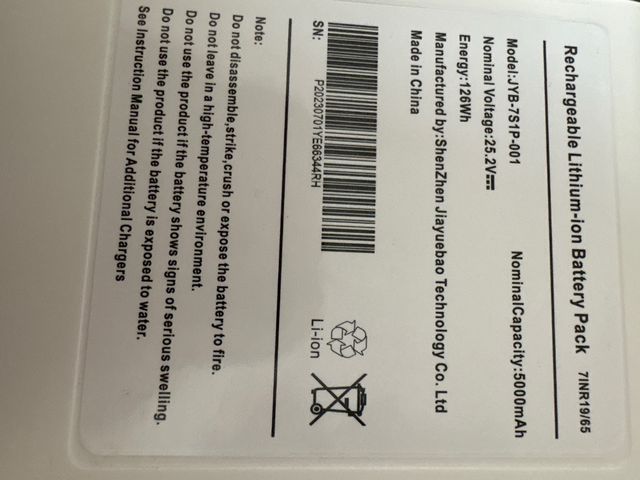 Rechargeable Lithium-ion Battery Pack 7INR19/65
Model:JYB-7S1P-001 NominalCapacity:5000mAh
Nominal Voltage:25.2V⎓
Energy:126Wh
Manufactured by:ShenZhen Jiayuebao Technology Co. Ltd
Made in China
SN:
P20230701YE66344RH
Li-ion
Note:
Do not disassemble,strike,crush or expose the battery to fire.
Do not leave in a high-temperature environment.
Do not use the product if the battery shows signs of serious swelling.
Do not use the product if the battery is exposed to water.
See Instruction Manual for Additional Chargers